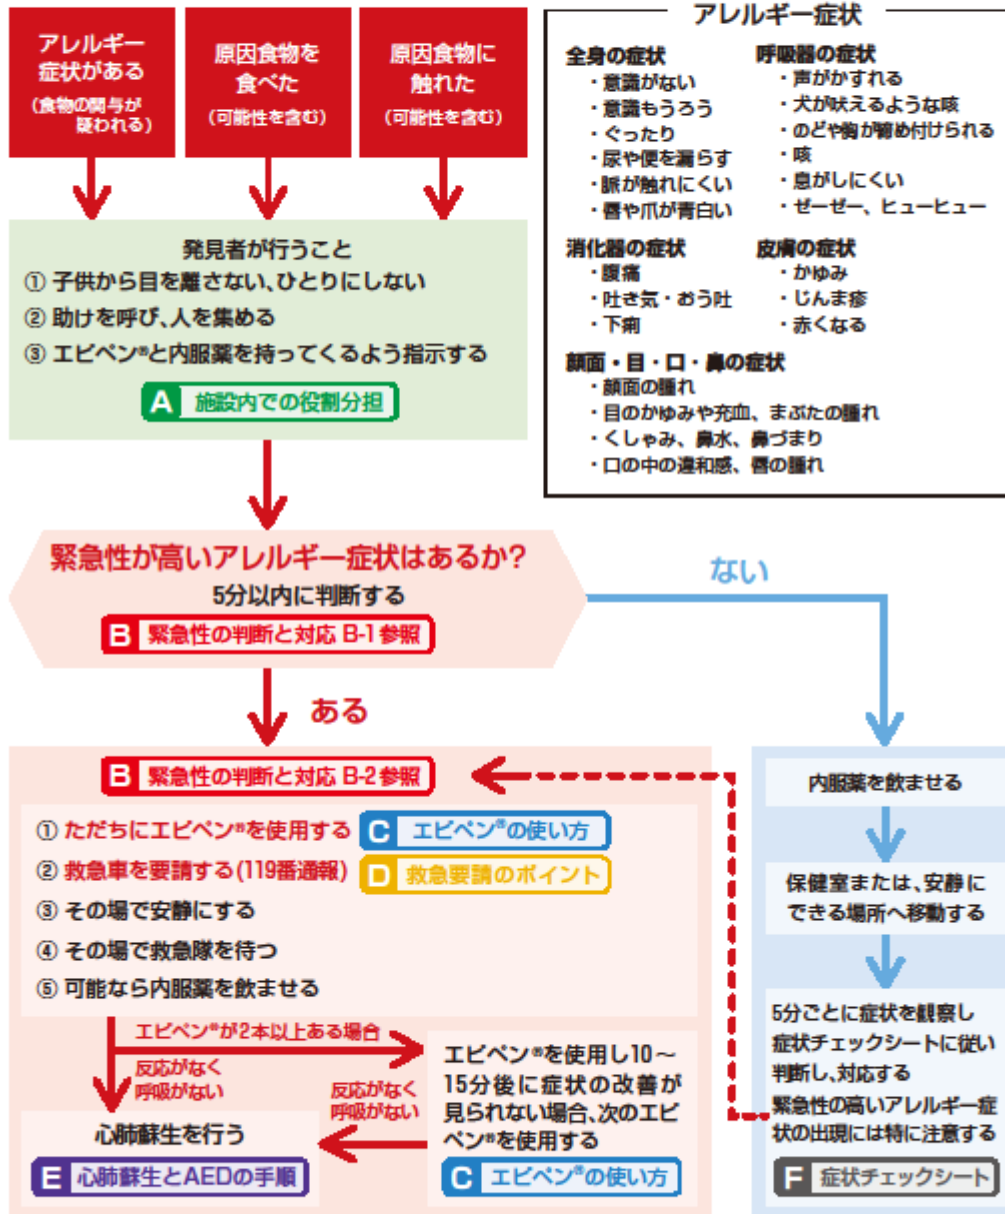 アレルギー
症状がある
(食物の関与が
疑われる)
原因食物を
食べた
(可能性を含む)
原因食物に
触れた
(可能性を含む)
アレルギー症状
全身の症状
・意識がない
・意識もうろう
・ぐったり
・尿や便を漏らす
・脈が触れにくい
・唇や爪が青白い
呼吸器の症状
・声がかすれる
・犬が吠えるような咳
・のどや胸が締め付けられる
・咳
・息がしにくい
・ゼーゼー、ヒューヒュー
消化器の症状
・腹痛
・吐き気・おう吐
・下痢
皮膚の症状
・かゆみ
・じんま疹
・赤くなる
顔面・目・口・鼻の症状
・顔面の腫れ
・目のかゆみや充血、まぶたの腫れ
・くしゃみ、鼻水、鼻づまり
・口の中の違和感、唇の腫れ
発見者が行うこと
① 子供から目を離さない、ひとりにしない
② 助けを呼び、人を集める
③ エピペン®と内服薬を持ってくるよう指示する
A 施設内での役割分担
緊急性が高いアレルギー症状はあるか?
5分以内に判断する
B 緊急性の判断と対応 B-1参照
ない
ある
B 緊急性の判断と対応 B-2参照
① ただちにエピペン®を使用する C エピペン®の使い方
② 救急車を要請する(119番通報) D 救急要請のポイント
③ その場で安静にする
④ その場で救急隊を待つ
⑤ 可能なら内服薬を飲ませる
エピペン®が2本以上ある場合
反応がなく
呼吸がない
反応がなく
呼吸がない
エピペン®を使用し10～
15分後に症状の改善が
見られない場合、次のエピ
ペン®を使用する
C エピペン®の使い方
心肺蘇生を行う
E 心肺蘇生とAEDの手順
内服薬を飲ませる
保健室または、安静に
できる場所へ移動する
5分ごとに症状を観察し
症状チェックシートに従い
判断し、対応する
緊急性の高いアレルギー症
状の出現には特に注意する
F 症状チェックシート